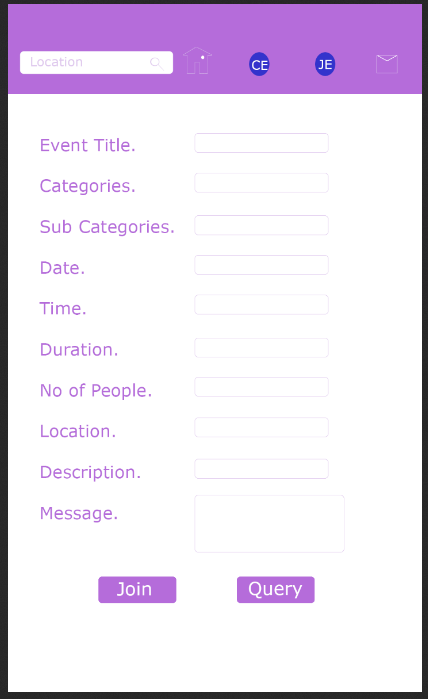 Location
CE
JE
Event Title.
Categories.
Sub Categories.
Date.
Time.
Duration.
No of People.
Location.
Description.
Message.
Join
Query